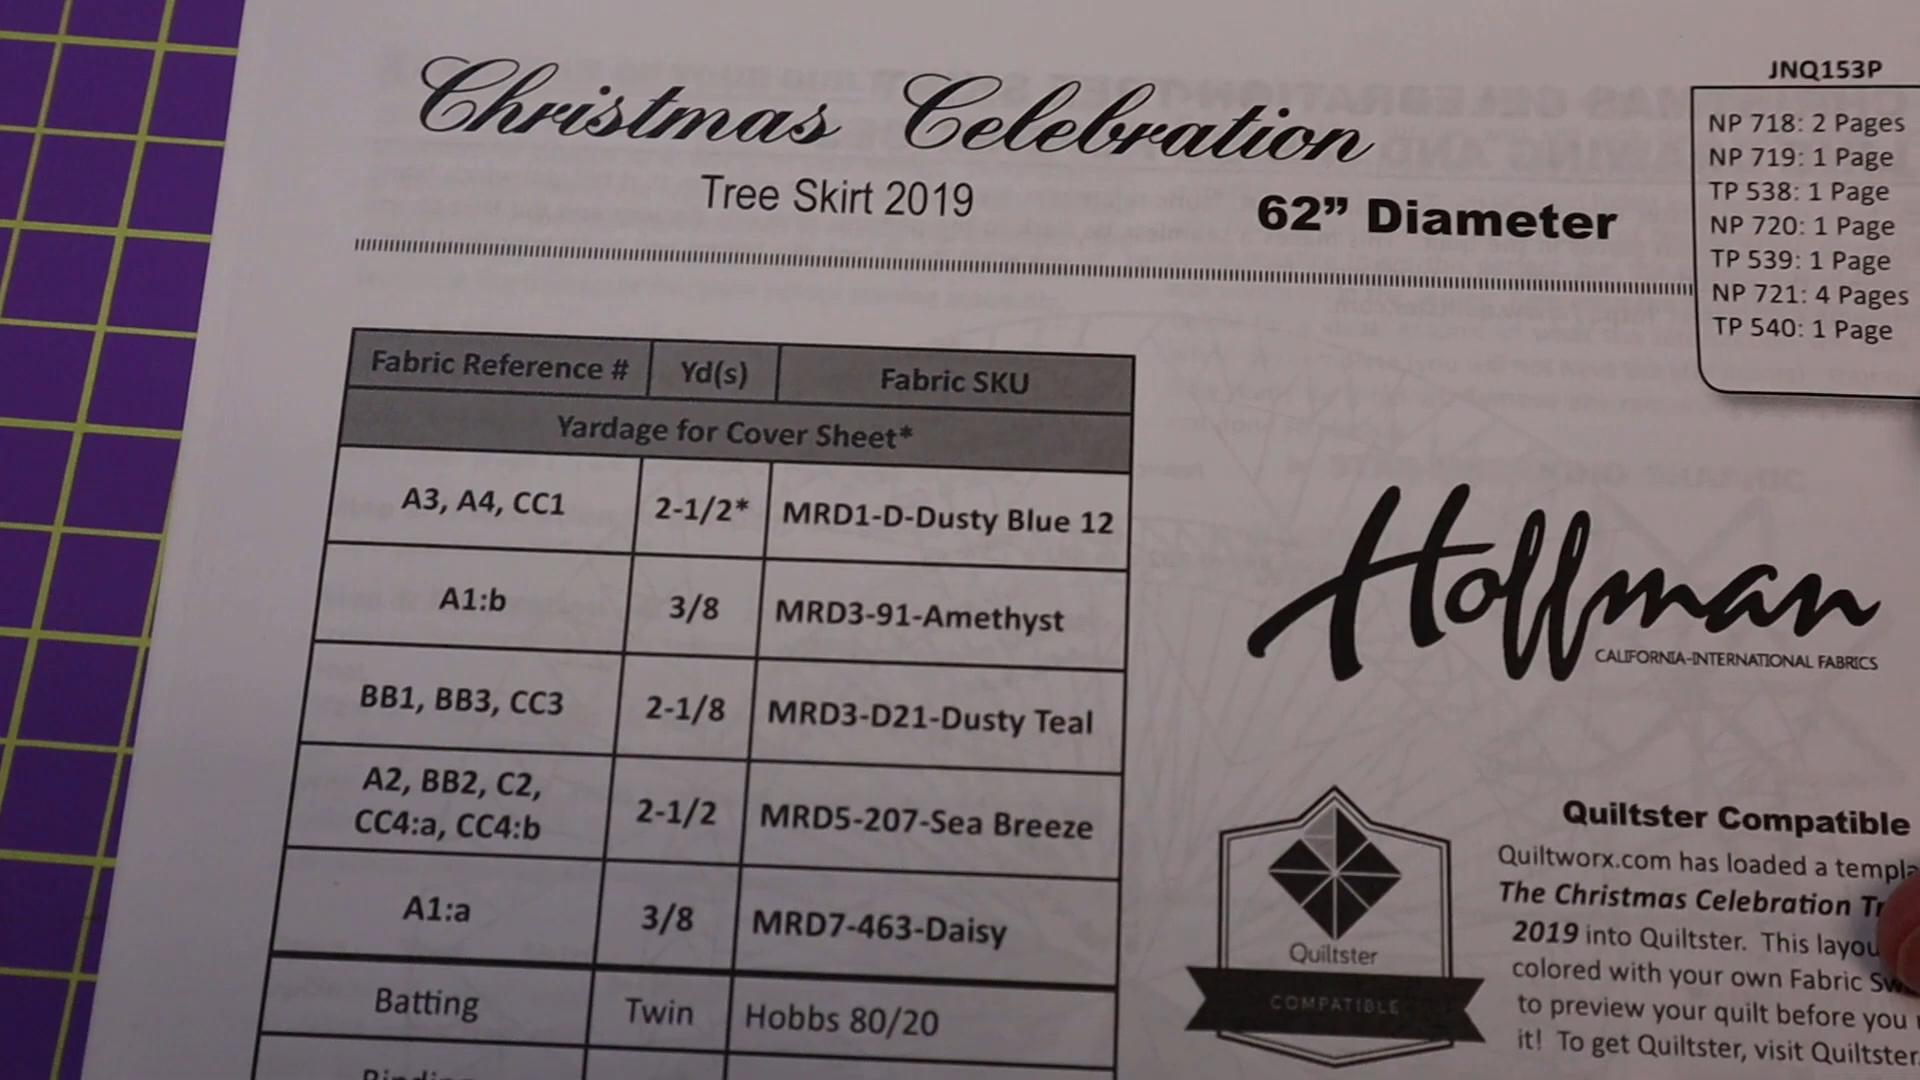 Christmas Celebration
Tree Skirt 2019
62” Diameter
JNQ153P
NP 718: 2 Pages
NP 719: 1 Page
TP 538: 1 Page
NP 720: 1 Page
TP 539: 1 Page
NP 721: 4 Pages
TP 540: 1 Page
Fabric Reference # Yd(s) Fabric SKU
Yardage for Cover Sheet*
A3, A4, CC1 2-1/2* MRD1-D-Dusty Blue 12
A1:b 3/8 MRD3-91-Amethyst
BB1, BB3, CC3 2-1/8 MRD3-D21-Dusty Teal
A2, BB2, C2,
CC4:a, CC4:b 2-1/2 MRD5-207-Sea Breeze
A1:a 3/8 MRD7-463-Daisy
Batting Twin Hobbs 80/20
Hoffman
CALIFORNIA-INTERNATIONAL FABRICS
Quiltster
COMPATIBLE
Quiltster Compatible
Quiltworx.com has loaded a
The Christmas Celebration
2019 into Quiltster. This
colored with your own Fabric
to preview your quilt before you
it! To get Quiltster, visit Quiltster